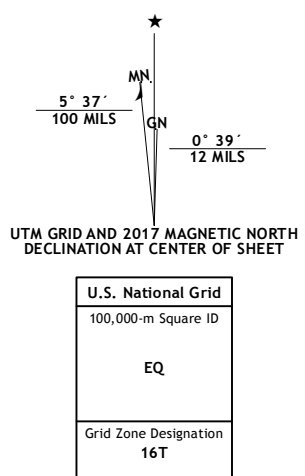 MN.
5° 37´
100 MILS
GN
0° 39´
12 MILS
UTM GRID AND 2017 MAGNETIC NORTH
DECLINATION AT CENTER OF SHEET
U.S. National Grid
100,000-m Square ID
EQ
Grid Zone Designation
16T